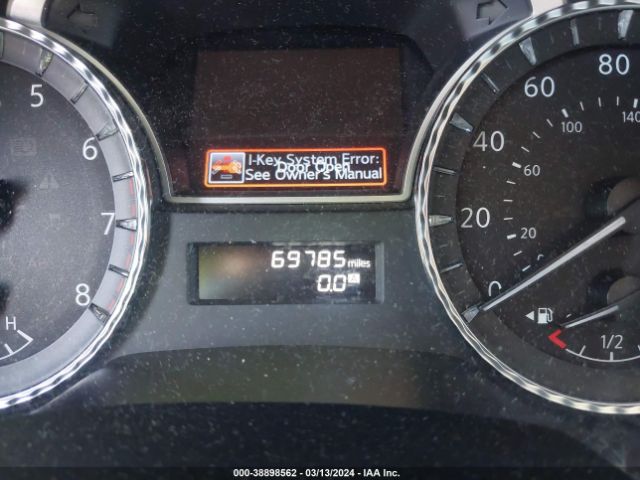 5
6
7
8
H
I-Key System Error:
Door Open
See Owner's Manual
69785 miles
0.0 A
80
60
40
20
0
140
100
60
20
1/2
000-38898562 - 03/13/2024 - IAA Inc.